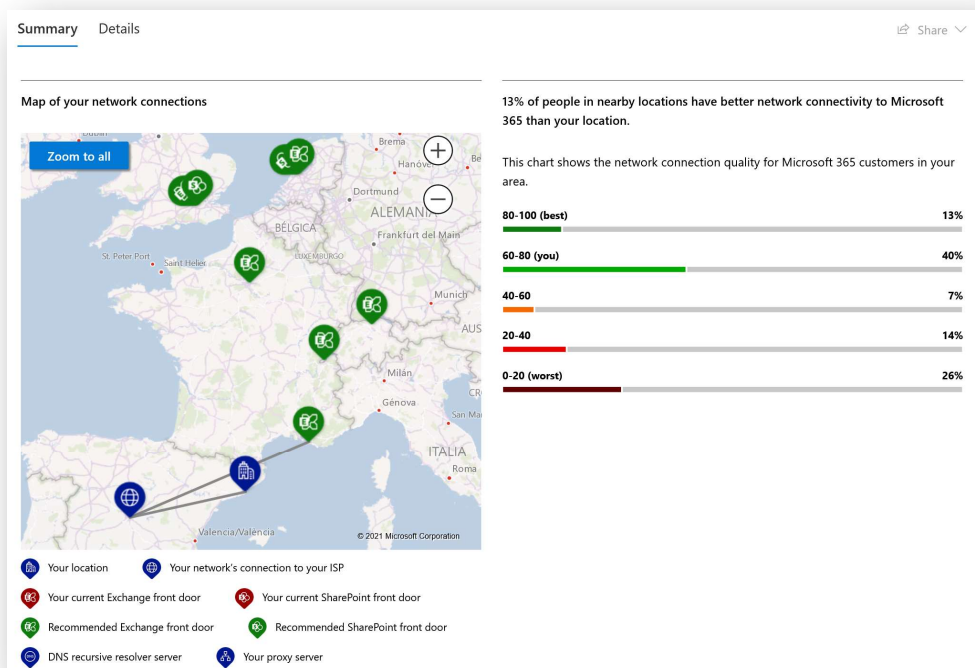 Summary
Details
Share
Map of your network connections
Zoom to all
Brema
Hanóve
Be
Dortmund
ALEMANI
BÉLGICA
Frankfurt del Main
LUXEMBURGO
St. Peter Port
Saint Helier
Munich
AUS
Milán
CR
Génova
San Ma
ITALIA
Roma
Valencia/València
© 2021 Microsoft Corporation
Your location
Your network's connection to your ISP
Your current Exchange front door
Your current SharePoint front door
Recommended Exchange front door
Recommended SharePoint front door
DNS recursive resolver server
Your proxy server
13% of people in nearby locations have better network connectivity to Microsoft
365 than your location.
This chart shows the network connection quality for Microsoft 365 customers in your
area.
80-100 (best) 13%
60-80 (you) 40%
40-60 7%
20-40 14%
0-20 (worst) 26%